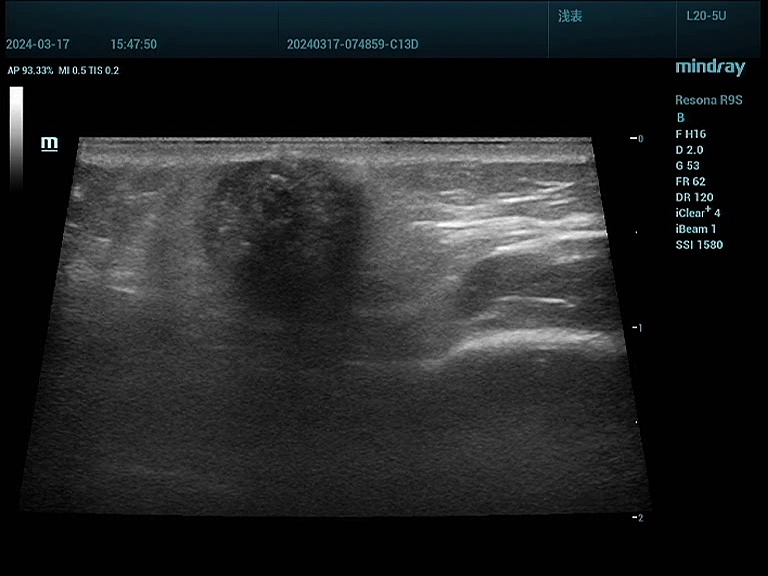 浅表 L20-5U
2024-03-17 15:47:50 20240317-074859-C13D
AP 93.33% MI 0.5 TIS 0.2
mindray
Resona R9S
B
m
F H16
D 2.0
G 53
FR 62
DR 120
iClear+ 4
iBeam 1
SSI 1580
0
1
2